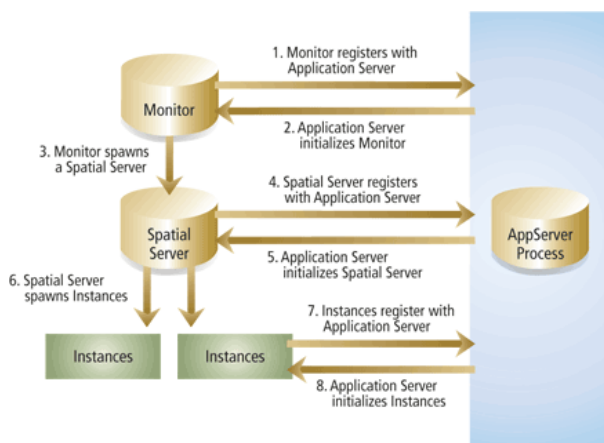 1. Monitor registers with
Application Server
Monitor
2. Application Server
initializes Monitor
3. Monitor spawns
a Spatial Server
4. Spatial Server registers
with Application Server
Spatial
Server
AppServer
Process
5. Application Server
initializes Spatial Server
6. Spatial Server
spawns Instances
7. Instances register with
Application Server
Instances
Instances
8. Application Server
initializes Instances